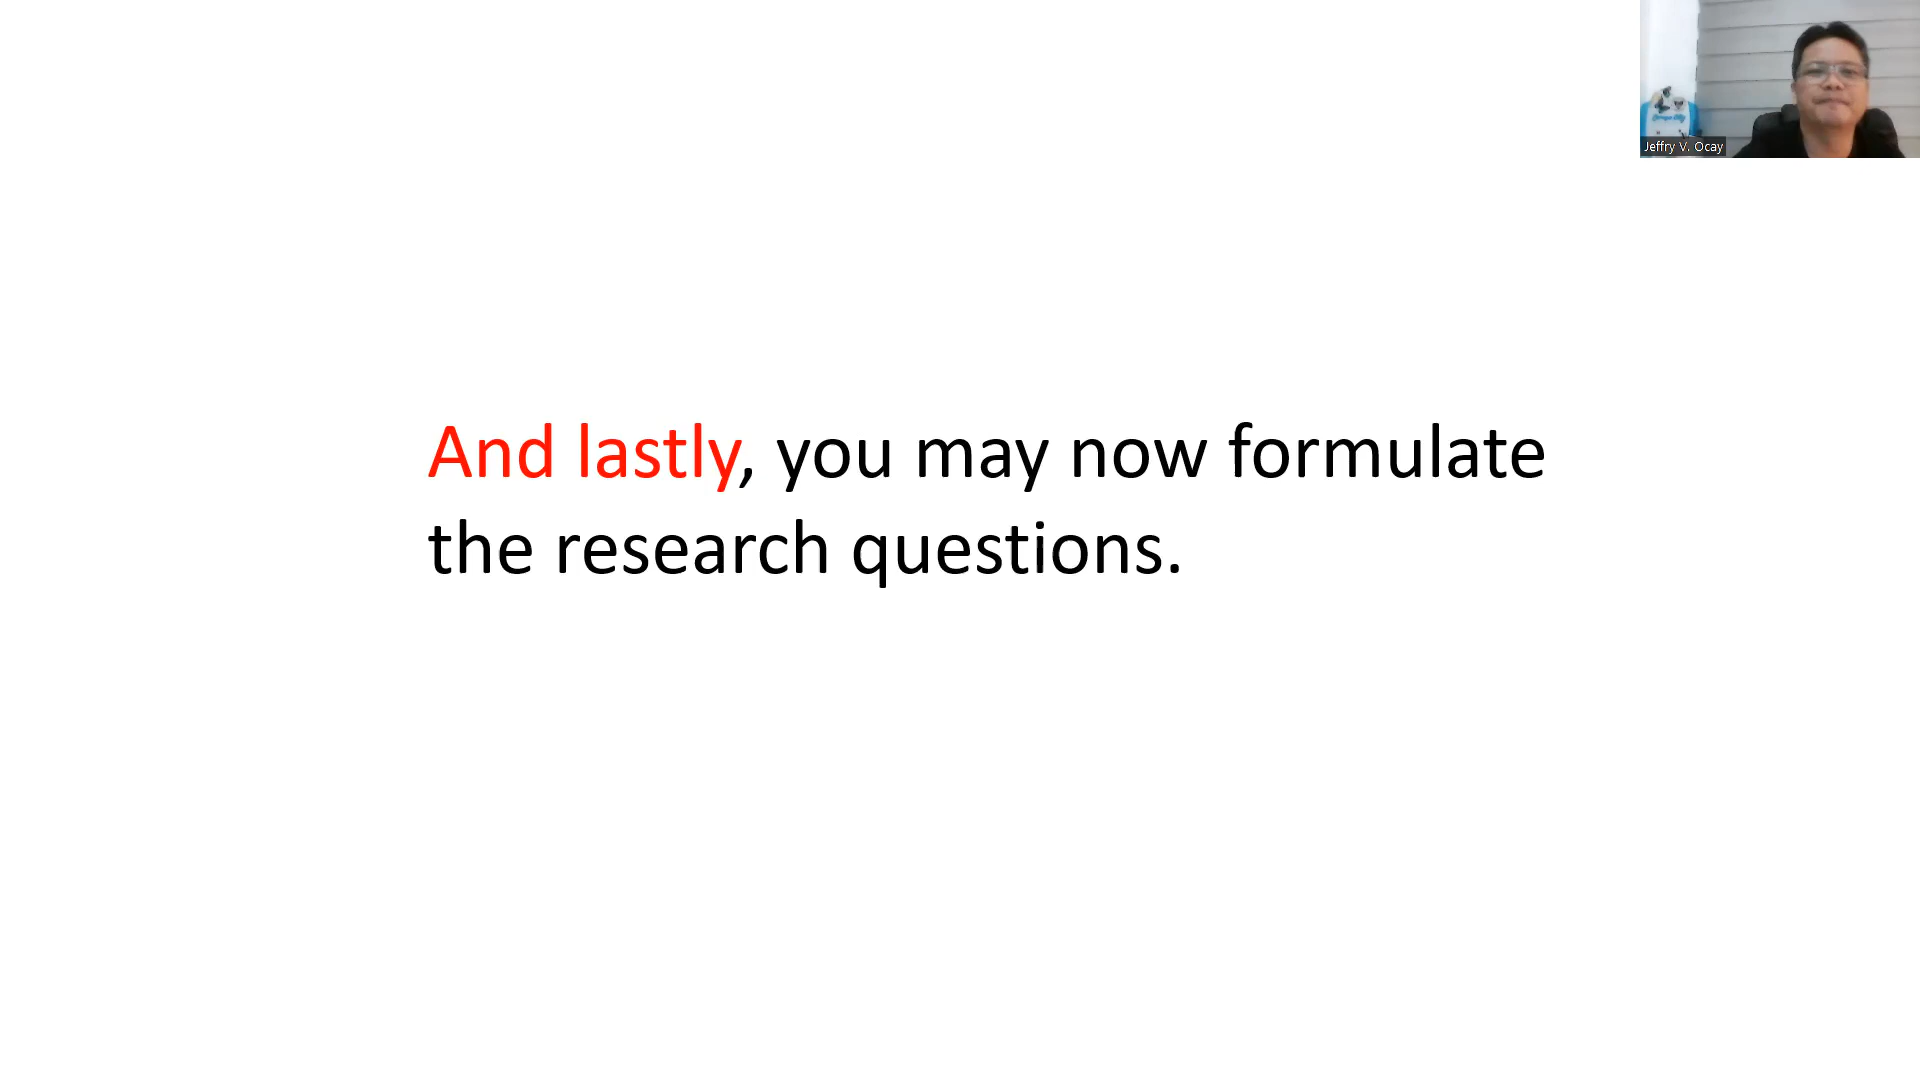 And lastly, you may now formulate
the research questions.
Jeffry V. Ocay